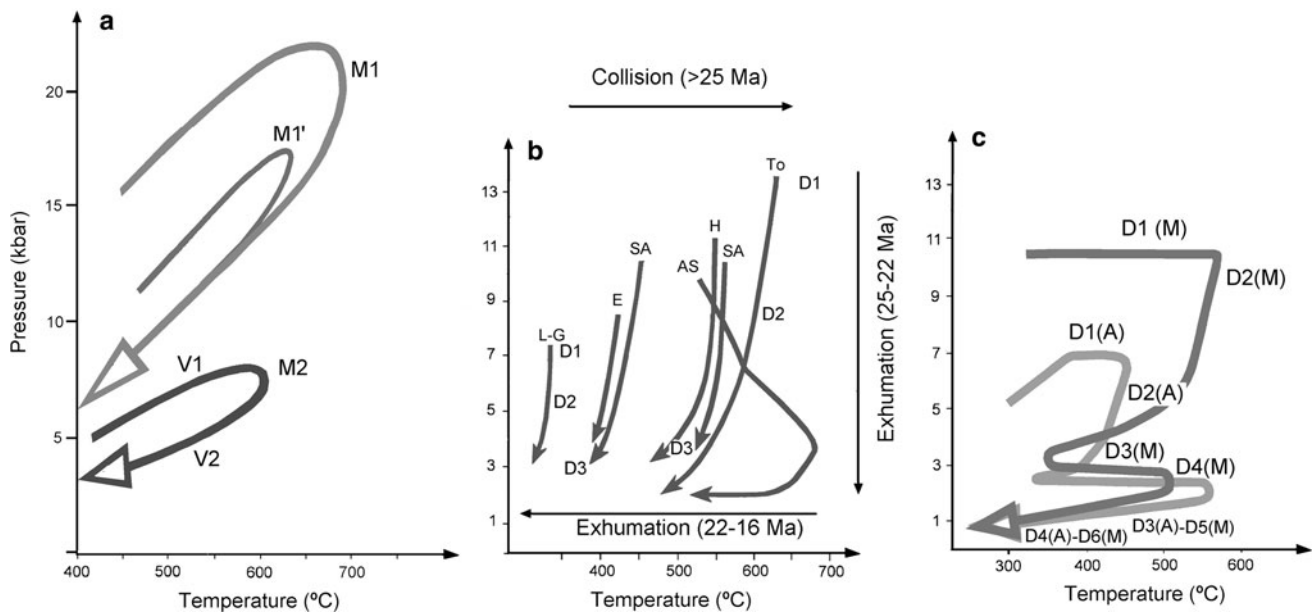 a
Pressure (kbar)
20
15
10
5
0
M1
M1'
V1
M2
V2
400
500
600
700
Temperature (ºC)
Collision (>25 Ma)
b
13
11
9
7
5
3
1
To
D1
H
SA
SA
AS
E
D2
L-G
D1
D2
D3
D3
Exhumation (22-16 Ma)
400
500
600
700
Temperature (ºC)
Exhumation (25-22 Ma)
c
13
11
9
7
5
3
1
D1 (M)
D2(M)
D1(A)
D2(A)
D3(M)
D4(M)
D4(A)-D6(M)
D3(A)-D5(M)
300
400
500
600
Temperature (ºC)